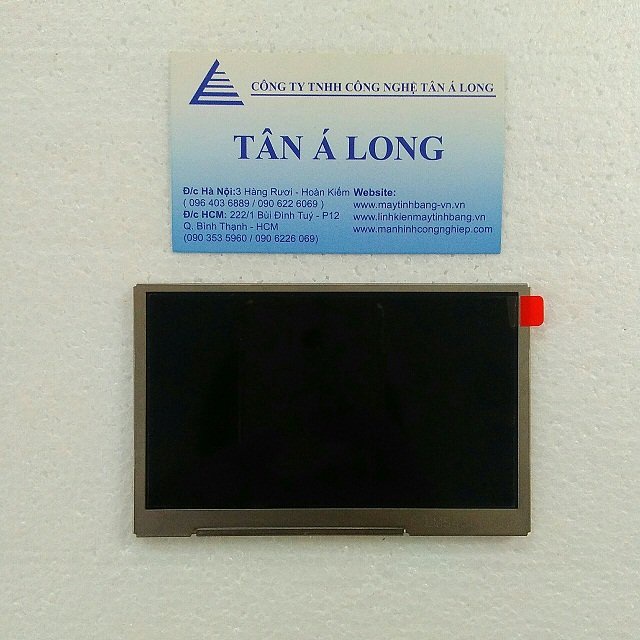 CÔNG TY TNHH CÔNG NGHỆ TÂN Á LONG
TÂN Á LONG
Đ/c Hà Nội:3 Hàng Rươi - Hoàn Kiếm
( 096 403 6889 / 090 622 6069 )
Đ/c HCM: 222/1 Bùi Đình Tuý - P12
Q. Bình Thạnh - HCM
(090 353 5960 / 090 6226 069)
Website:
www.maytinhbang-vn.vn
www.linhkienmaytinhbang.vn
www.manhinhcongnghiep.com